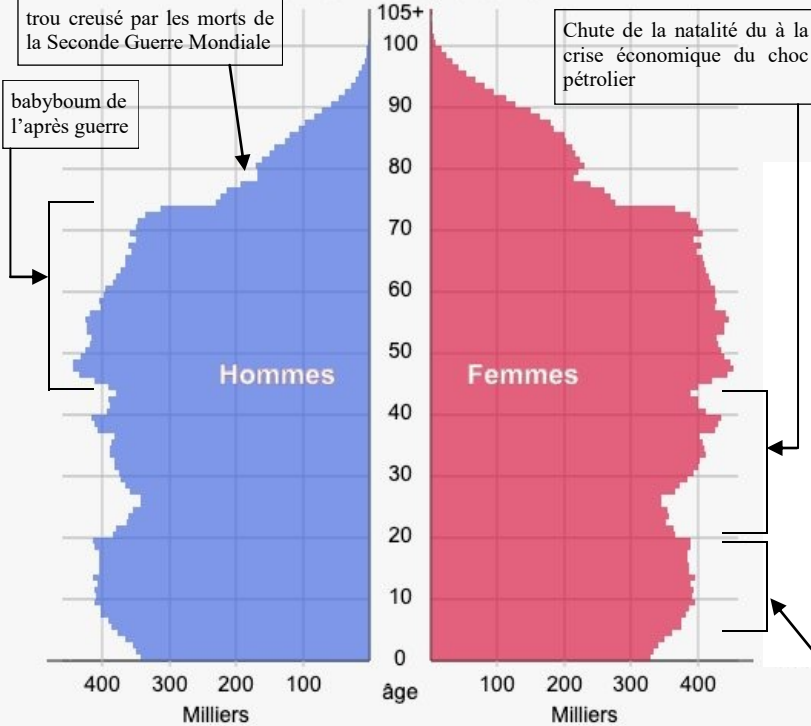 trou creusé par les morts de
la Seconde Guerre Mondiale
babyboum de
l'après guerre
Chute de la natalité du à la
crise économique du choc
pétrolier
105+
100
90
80
70
60
50
40
30
20
10
0
Hommes
Femmes
400 300 200 100
âge
100 200 300 400
Milliers
Milliers